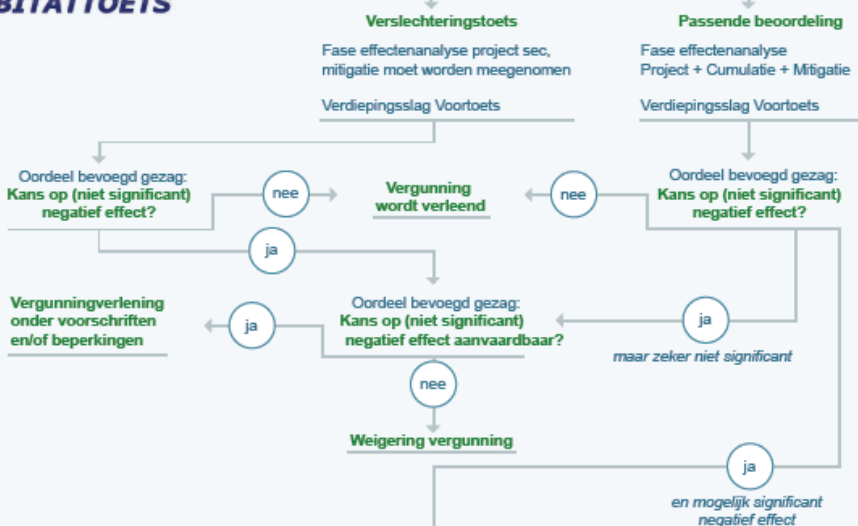 BITATTOETS
Verslechteringstoets
Fase effectenanalyse project sec,
mitigatie moet worden meegenomen
Verdiepingsslag Voortoets
Passende beoordeling
Fase effectenanalyse
Project + Cumulatie + Mitigatie
Verdiepingsslag Voortoets
Oordeel bevoegd gezag:
Kans op (niet significant)
negatief effect?
nee
Vergunning
wordt verleend
nee
Oordeel bevoegd gezag:
Kans op (niet significant)
negatief effect?
ja
Vergunningverlening
onder voorschriften
en/of beperkingen
ja
Oordeel bevoegd gezag:
Kans op (niet significant)
negatief effect aanvaardbaar?
ja
maar zeker niet significant
nee
Weigering vergunning
ja
en mogelijk significant
negatief effect